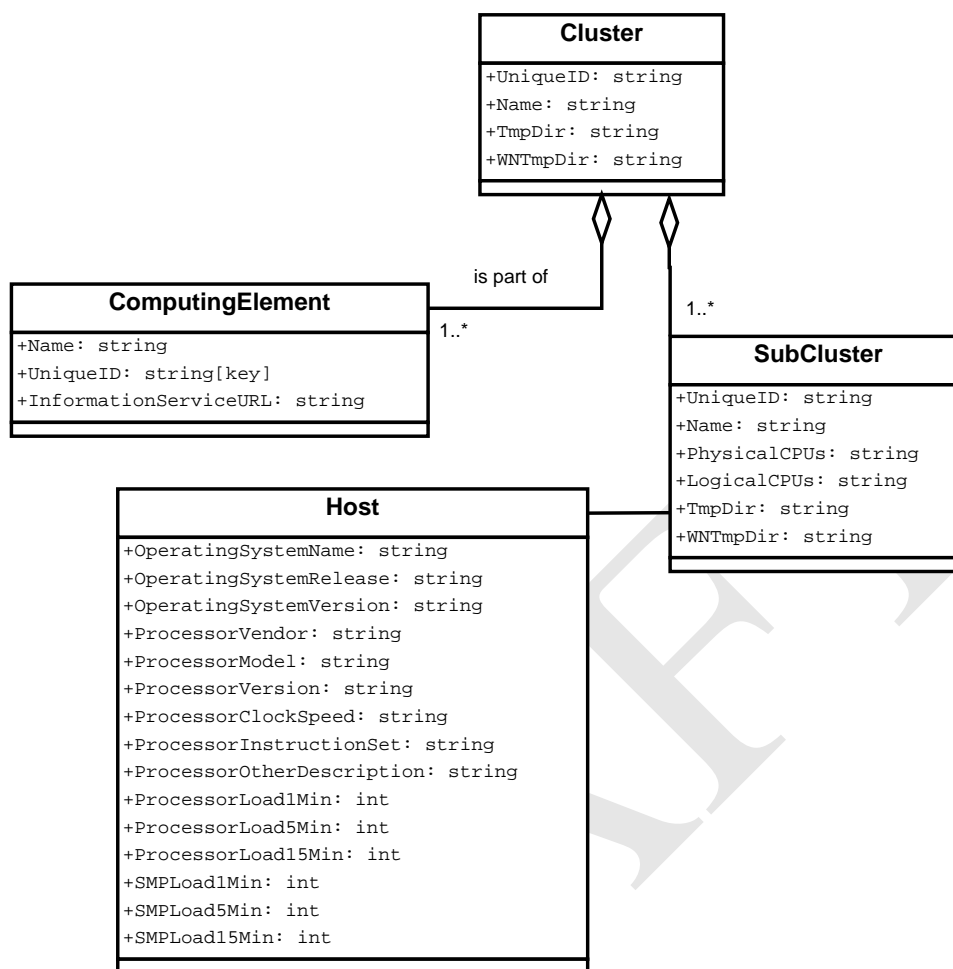 Cluster
+UniqueID: string
+Name: string
+TmpDir: string
+WNTmpDir: string
is part of
1..*
1..*
ComputingElement
+Name: string
+UniqueID: string[key]
+InformationServiceURL: string
SubCluster
+UniqueID: string
+Name: string
+PhysicalCPUs: string
+LogicalCPUs: string
+TmpDir: string
+WNTmpDir: string
Host
+OperatingSystemName: string
+OperatingSystemRelease: string
+OperatingSystemVersion: string
+ProcessorVendor: string
+ProcessorModel: string
+ProcessorVersion: string
+ProcessorClockSpeed: string
+ProcessorInstructionSet: string
+ProcessorOtherDescription: string
+ProcessorLoad1Min: int
+ProcessorLoad5Min: int
+ProcessorLoad15Min: int
+SMPLoad1Min: int
+SMPLoad5Min: int
+SMPLoad15Min: int